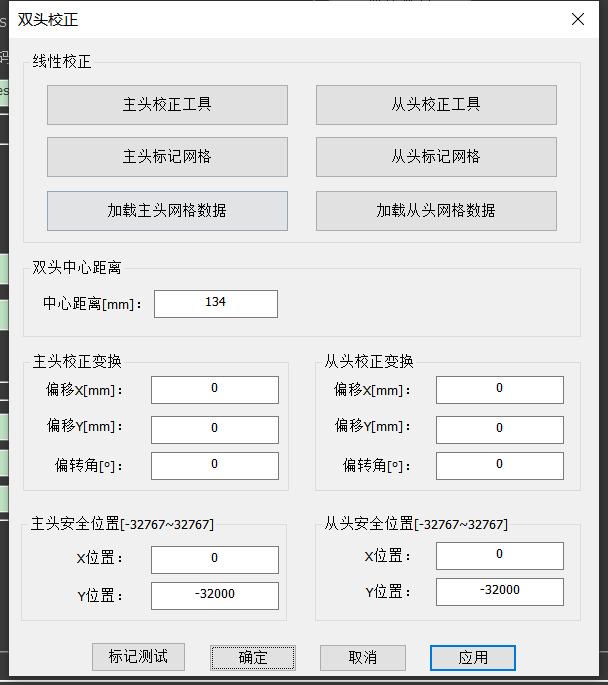 双头校正
线性校正
主头校正工具 从头校正工具
主头标记网格 从头标记网格
加载主头网格数据 加载从头网格数据
双头中心距离
中心距离[mm]： 134
主头校正变换 从头校正变换
偏移X[mm]： 0 偏移X[mm]： 0
偏移Y[mm]： 0 偏移Y[mm]： 0
偏转角[°]： 0 偏转角[°]： 0
主头安全位置[-32767~32767] 从头安全位置[-32767~32767]
X位置： 0 X位置： 0
Y位置： -32000 Y位置： -32000
标记测试 确定 取消 应用